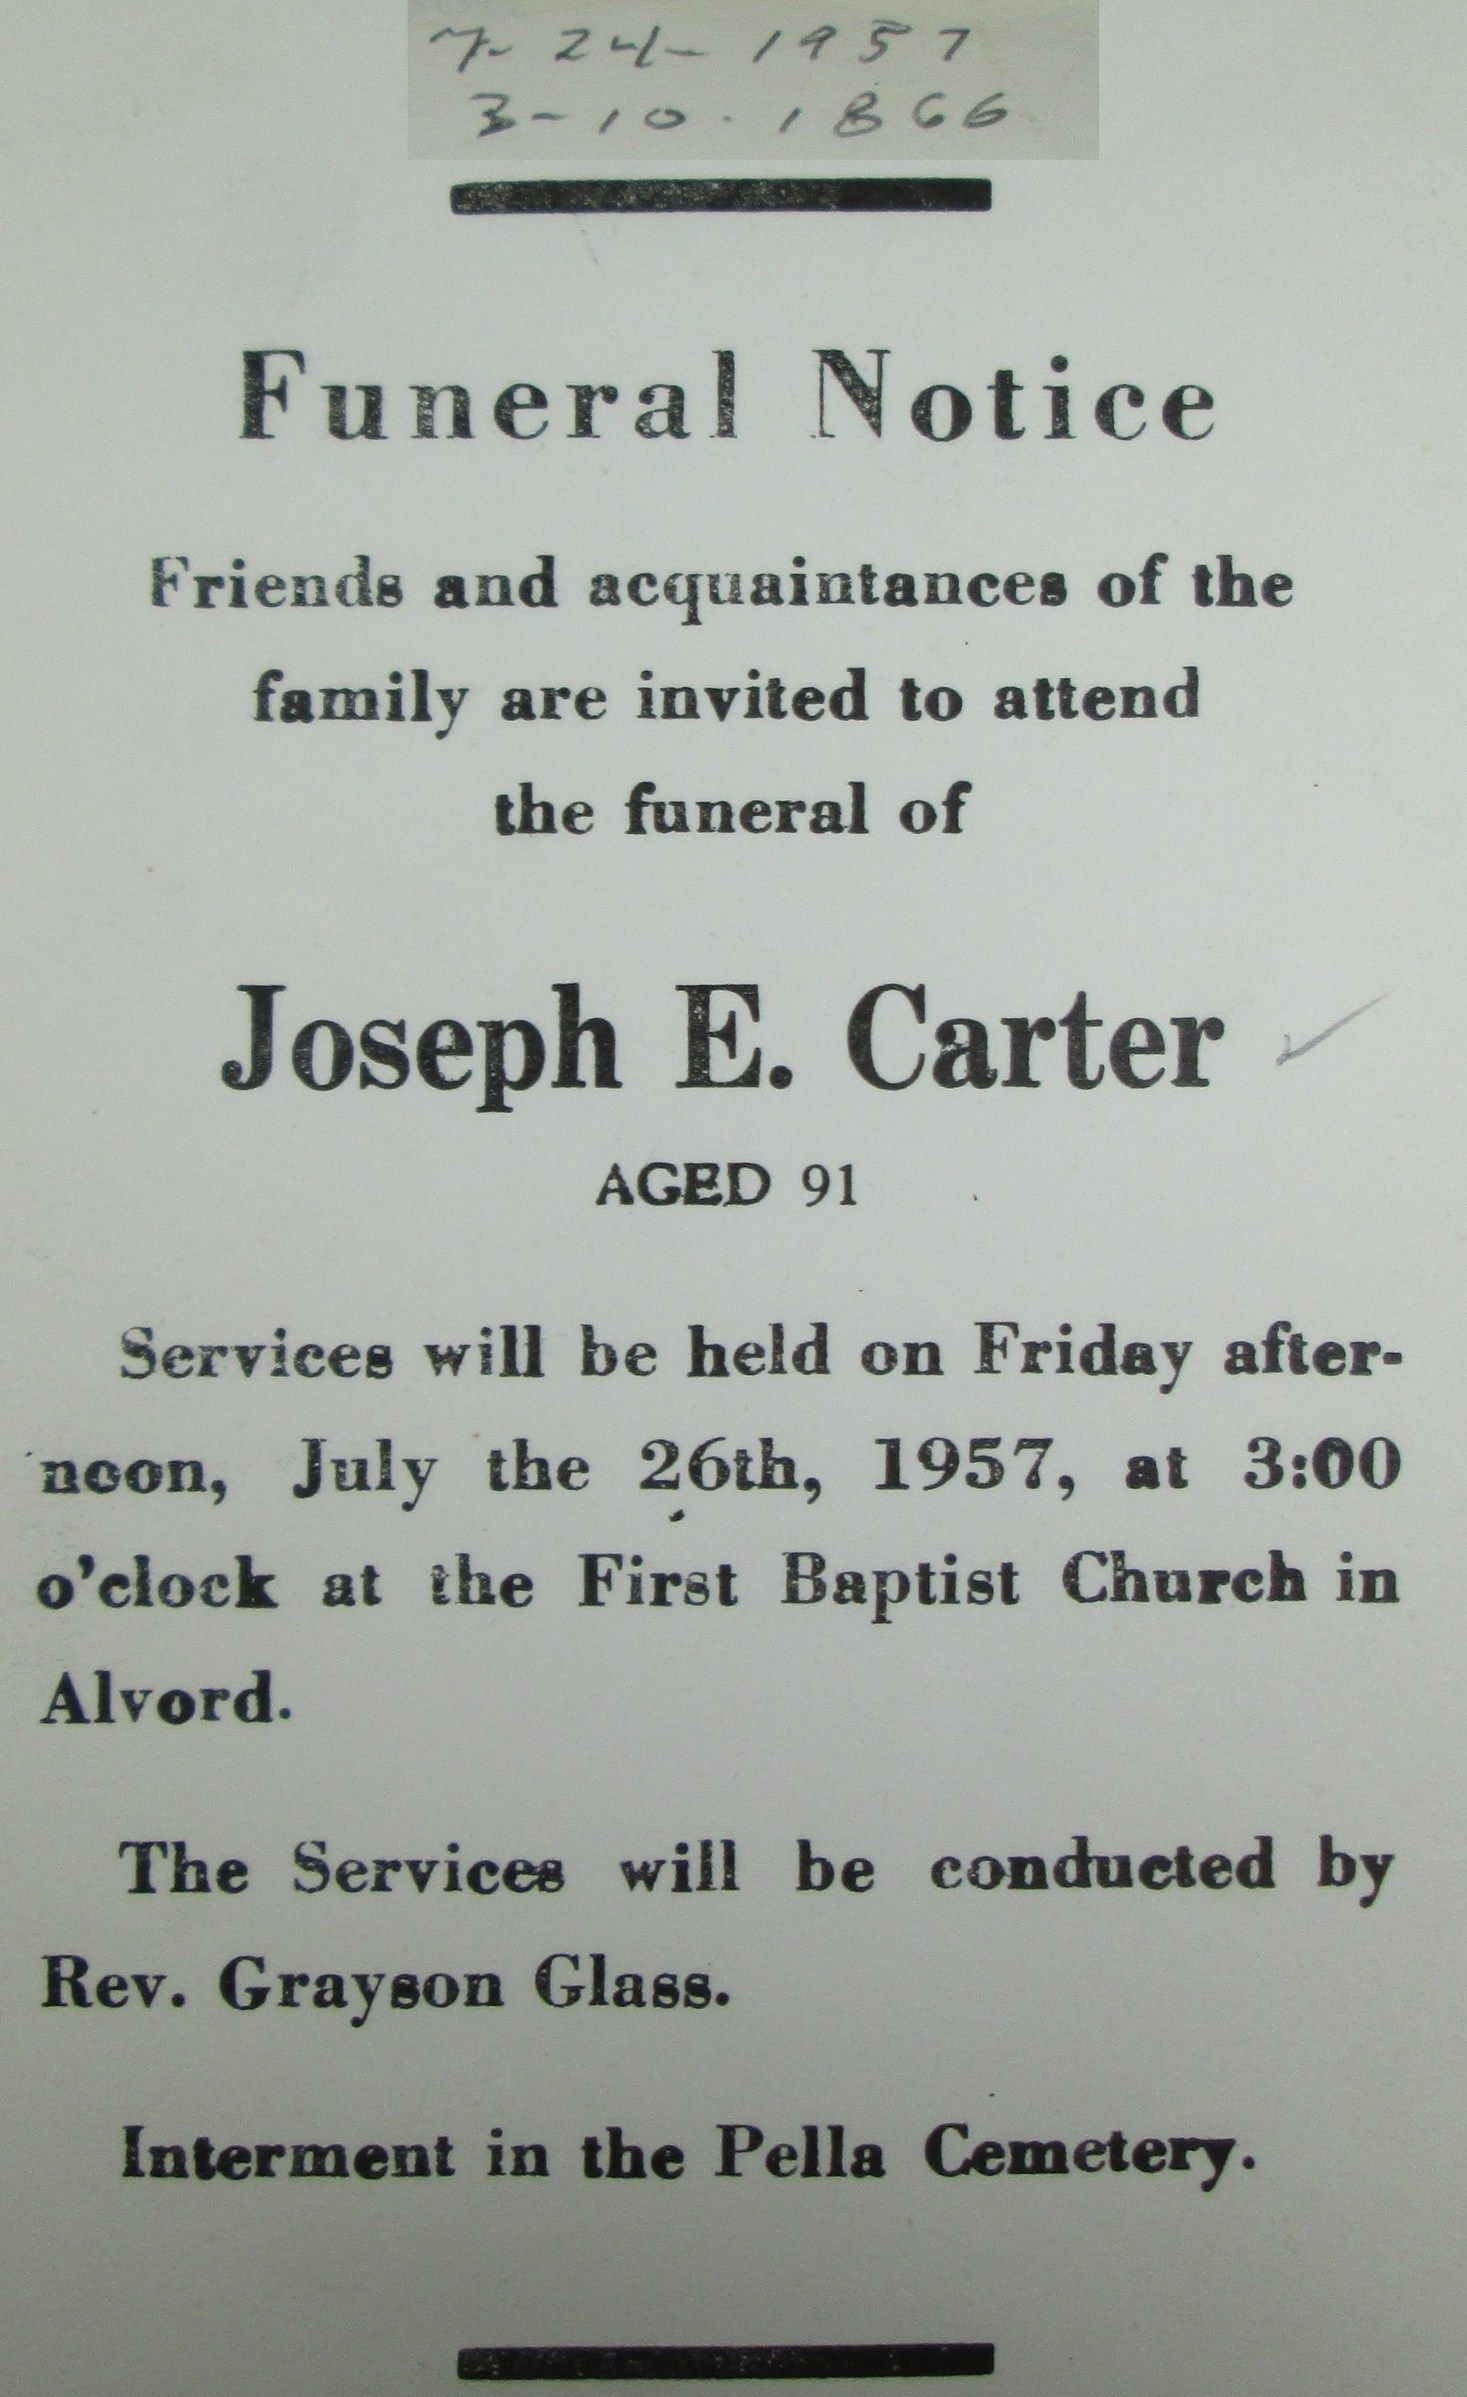 7-24-1957
3-10.1866
Funeral Notice
Friends and acquaintances of the
family are invited to attend
the funeral of
Joseph E. Carter
AGED 91
Services will be held on Friday after-
noon, July the 26th, 1957, at 3:00
o'clock at the First Baptist Church in
Alvord.
The Services will be conducted by
Rev. Grayson Glass.
Interment in the Pella Cemetery.